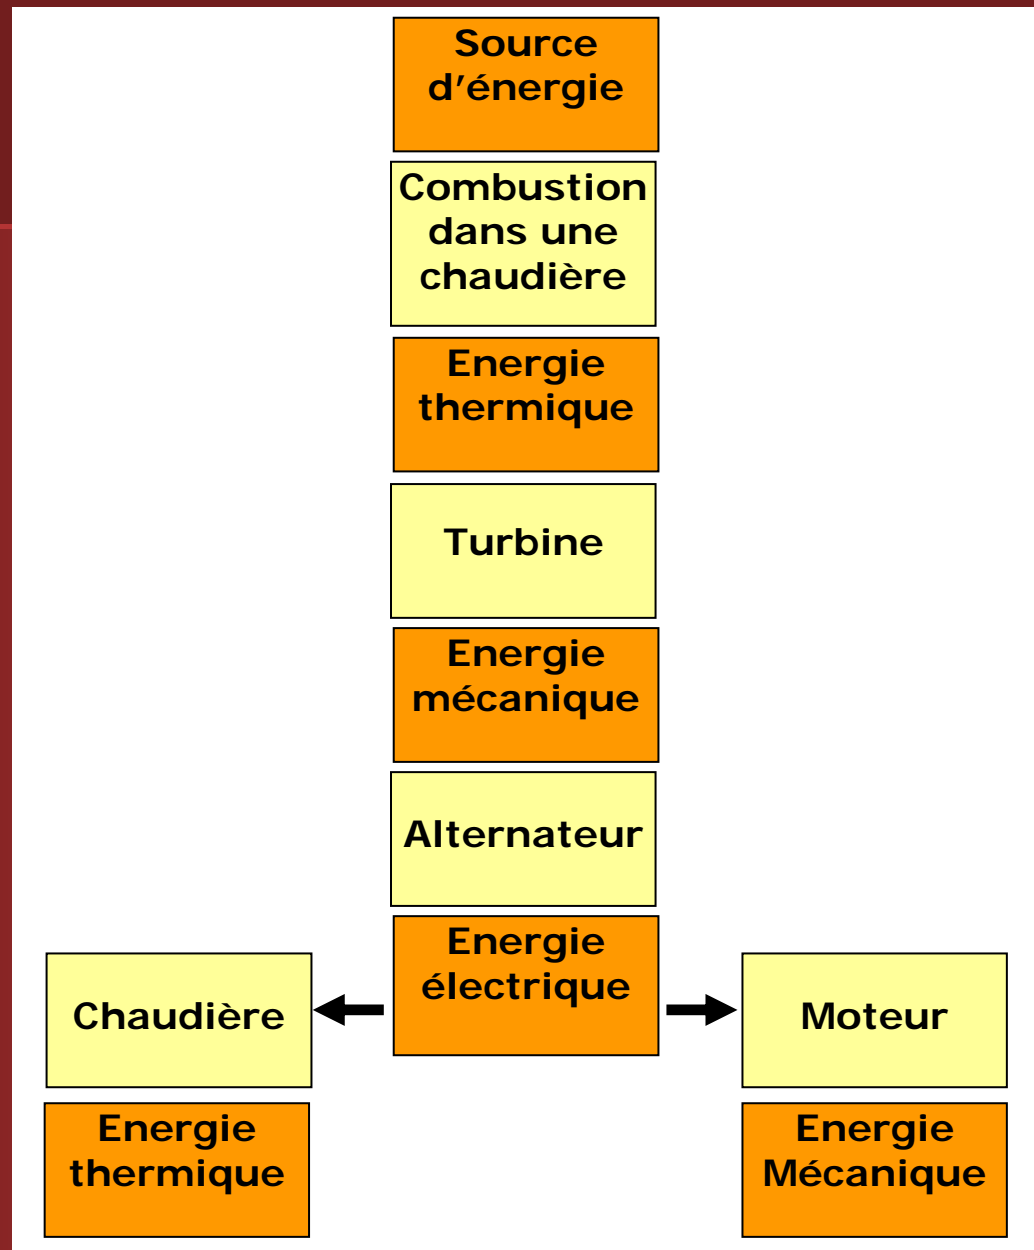 Source
d’énergie
Combustion
dans une
chaudière
Energie
thermique
Turbine
Energie
mécanique
Alternateur
Energie
électrique
Chaudière
Moteur
Energie
thermique
Energie
Mécanique